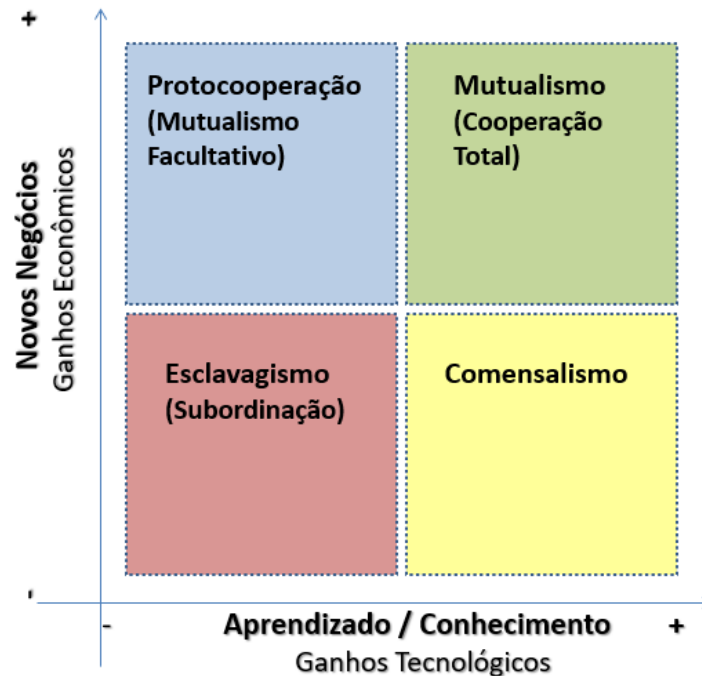 +
Protocooperação
(Mutualismo
Facultativo)
Mutualismo
(Cooperação
Total)
Novos Negócios
Ganhos Econômicos
Esclavagismo
(Subordinação)
Comensalismo
-
- Aprendizado / Conhecimento +
Ganhos Tecnológicos